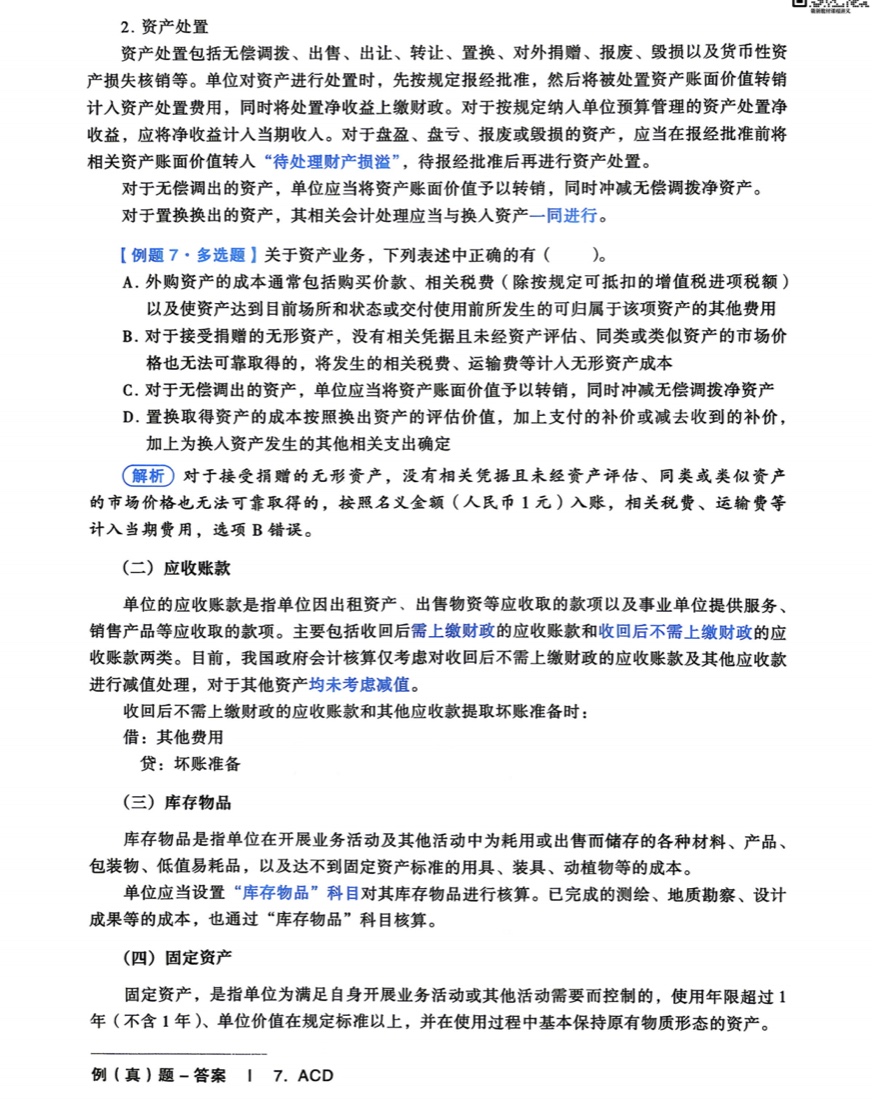 2. 资产处置
资产处置包括无偿调拨、出售、出让、转让、置换、对外捐赠、报废、毁损以及货币性资
产损失核销等。单位对资产进行处置时，先按规定报经批准，然后将被处置资产账面价值转销
计入资产处置费用，同时将处置净收益上缴财政。对于按规定纳入单位预算管理的资产处置净
收益，应将净收益计入当期收入。对于盘盈、盘亏、报废或毁损的资产，应当在报经批准前将
相关资产账面价值转入“待处理财产损溢”，待报经批准后再进行资产处置。
对于无偿调出的资产，单位应当将资产账面价值予以转销，同时冲减无偿调拨净资产。
对于置换换出的资产，其相关会计处理应当与换入资产一同进行。
【例题 7·多选题】关于资产业务，下列表述中正确的有（　　）。
A. 外购资产的成本通常包括购买价款、相关税费（除按规定可抵扣的增值税进项税额）
以及使资产达到目前场所和状态或交付使用前所发生的可归属于该项资产的其他费用
B. 对于接受捐赠的无形资产，没有相关凭据且未经资产评估、同类或类似资产的市场价
格也无法可靠取得的，将发生的相关税费、运输费等计入无形资产成本
C. 对于无偿调出的资产，单位应当将资产账面价值予以转销，同时冲减无偿调拨净资产
D. 置换取得资产的成本按照换出资产的评估价值，加上支付的补价或减去收到的补价，
加上为换入资产发生的其他相关支出确定
解析 对于接受捐赠的无形资产，没有相关凭据且未经资产评估、同类或类似资产
的市场价格也无法可靠取得的，按照名义金额（人民币 1 元）入账，相关税费、运输费等
计入当期费用，选项 B 错误。
（二）应收账款
单位的应收账款是指单位因出租资产、出售物资等应收取的款项以及事业单位提供服务、
销售产品等应收取的款项。主要包括收回后需上缴财政的应收账款和收回后不需上缴财政的应
收账款两类。目前，我国政府会计核算仅考虑对收回后不需上缴财政的应收账款及其他应收款
进行减值处理，对于其他资产均未考虑减值。
收回后不需上缴财政的应收账款和其他应收款提取坏账准备时：
借：其他费用
贷：坏账准备
（三）库存物品
库存物品是指单位在开展业务活动及其他活动中为耗用或出售而储存的各种材料、产品、
包装物、低值易耗品，以及达不到固定资产标准的用具、装具、动植物等的成本。
单位应当设置“库存物品”科目对其库存物品进行核算。已完成的测绘、地质勘察、设计
成果等的成本，也通过“库存物品”科目核算。
（四）固定资产
固定资产，是指单位为满足自身开展业务活动或其他活动需要而控制的，使用年限超过 1
年（不含 1 年）、单位价值在规定标准以上，并在使用过程中基本保持原有物质形态的资产。
例（真）题－答案 | 7. ACD